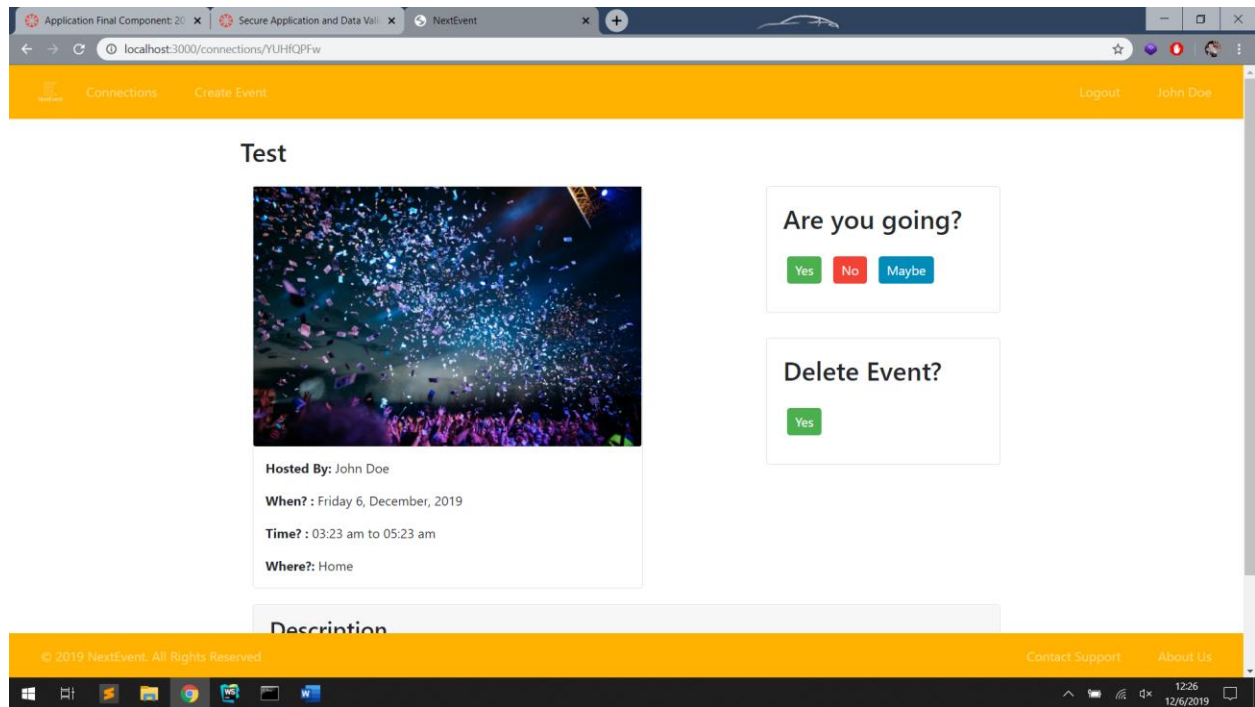 Application Final Component: 20
Secure Application and Data Vali
NextEvent
localhost:3000/connections/YUHfQPFw
NextEvent
Connections
Create Event
Logout
John Doe
Test
Are you going?
Yes
No
Maybe
Delete Event?
Yes
Hosted By: John Doe
When? : Friday 6, December, 2019
Time? : 03:23 am to 05:23 am
Where?: Home
Description
© 2019 NextEvent. All Rights Reserved
Contact Support
About Us
12:26
12/6/2019